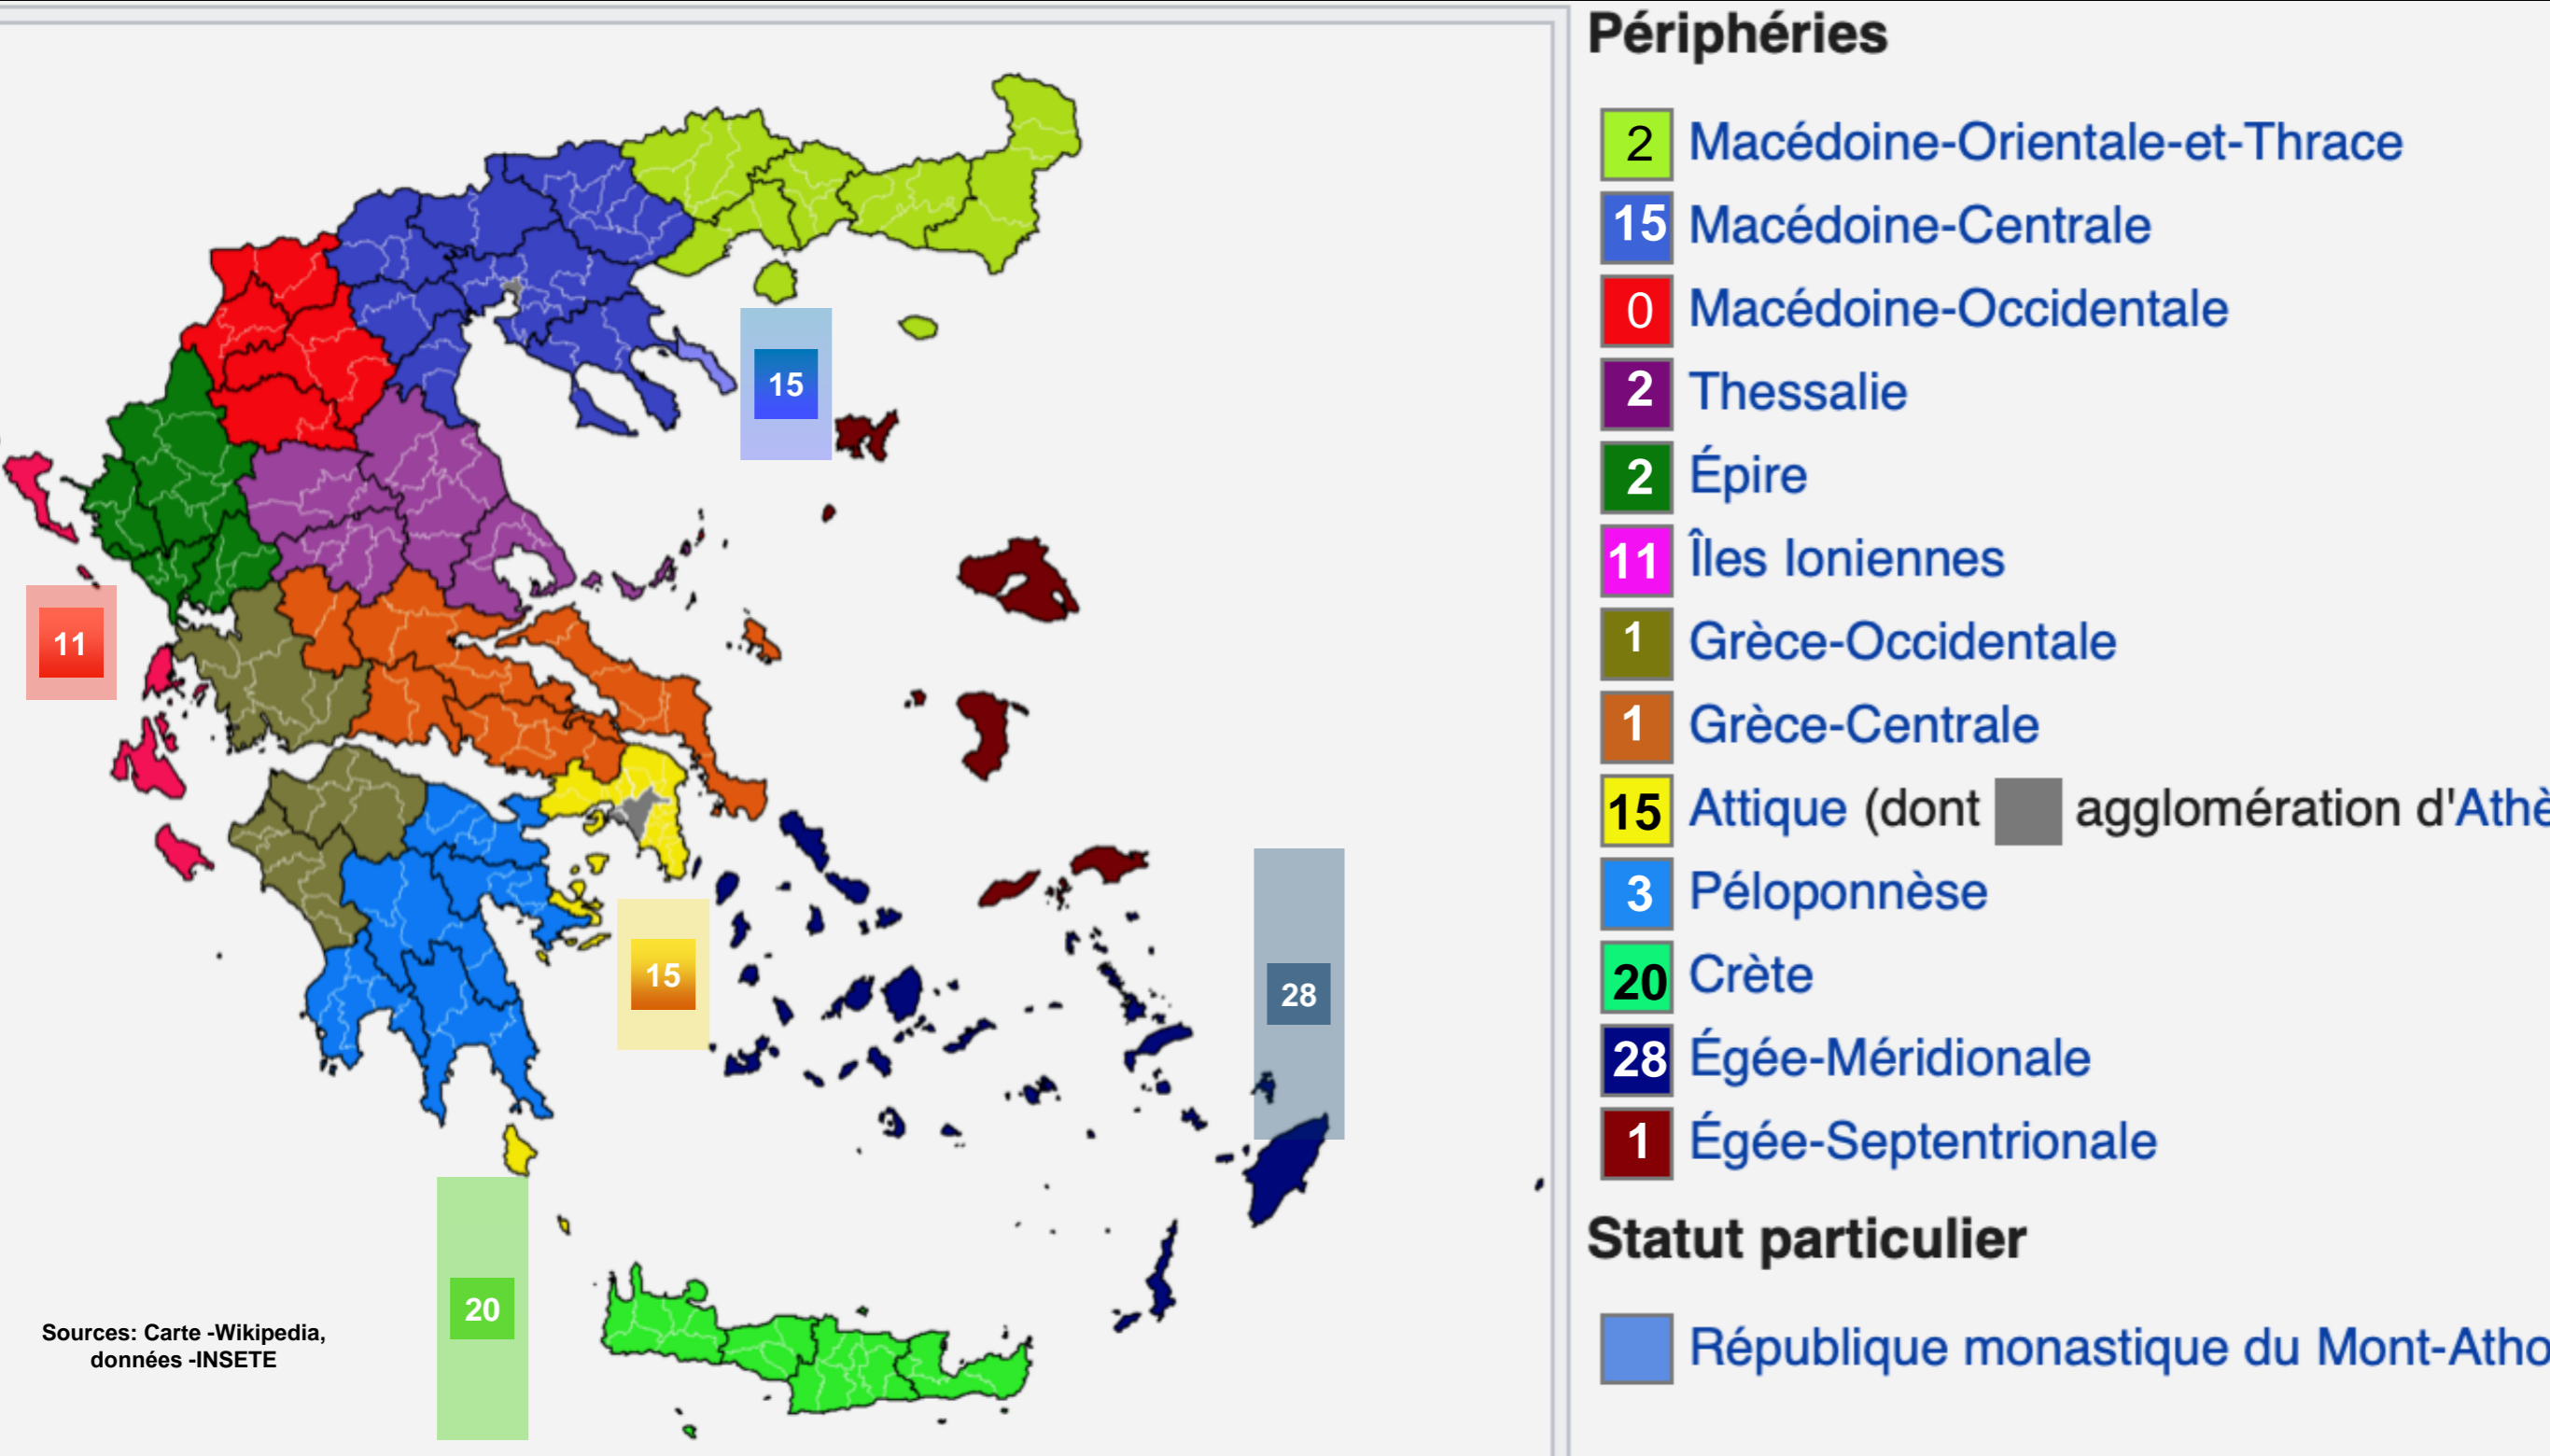 Périphéries
2 Macédoine-Orientale-et-Thrace
15 Macédoine-Centrale
0 Macédoine-Occidentale
2 Thessalie
2 Épire
11 Îles Ioniennes
1 Grèce-Occidentale
1 Grèce-Centrale
15 Attique (dont agglomération d'Athè
3 Péloponnèse
20 Crète
28 Égée-Méridionale
1 Égée-Septentrionale
Statut particulier
République monastique du Mont-Atho
15
11
15
28
20
Sources: Carte -Wikipedia,
données -INSETE